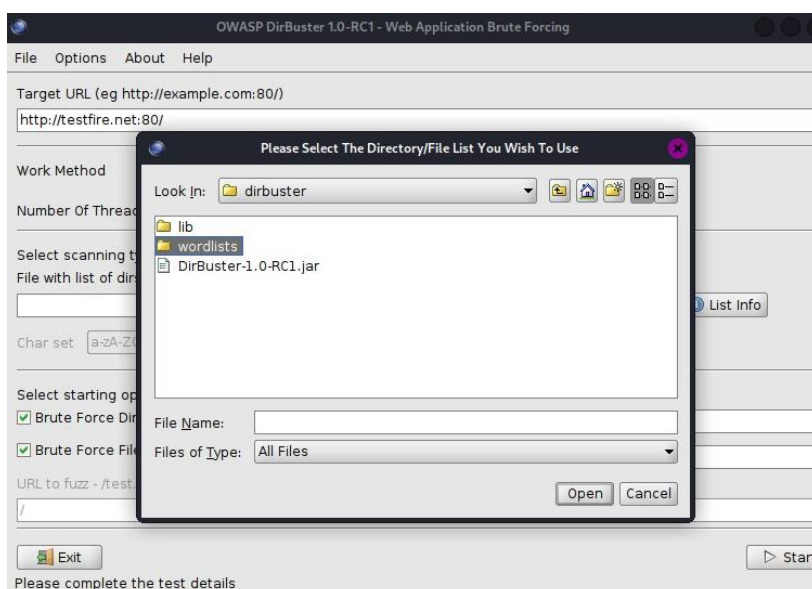 OWASP DirBuster 1.0-RC1 - Web Application Brute Forcing
File Options About Help
Target URL (eg http://example.com:80/)
http://testfire.net:80/
Please Select The Directory/File List You Wish To Use
Work Method
Look In: dirbuster
Number Of Threa
lib
wordlists
DirBuster-1.0-RC1.jar
Select scanning t
File with list of dir
List Info
Char set a-zA-Z
Select starting op
Brute Force Dir
File Name:
Brute Force File
Files of Type: All Files
URL to fuzz - /test.
/
Open Cancel
Exit
Star
Please complete the test details